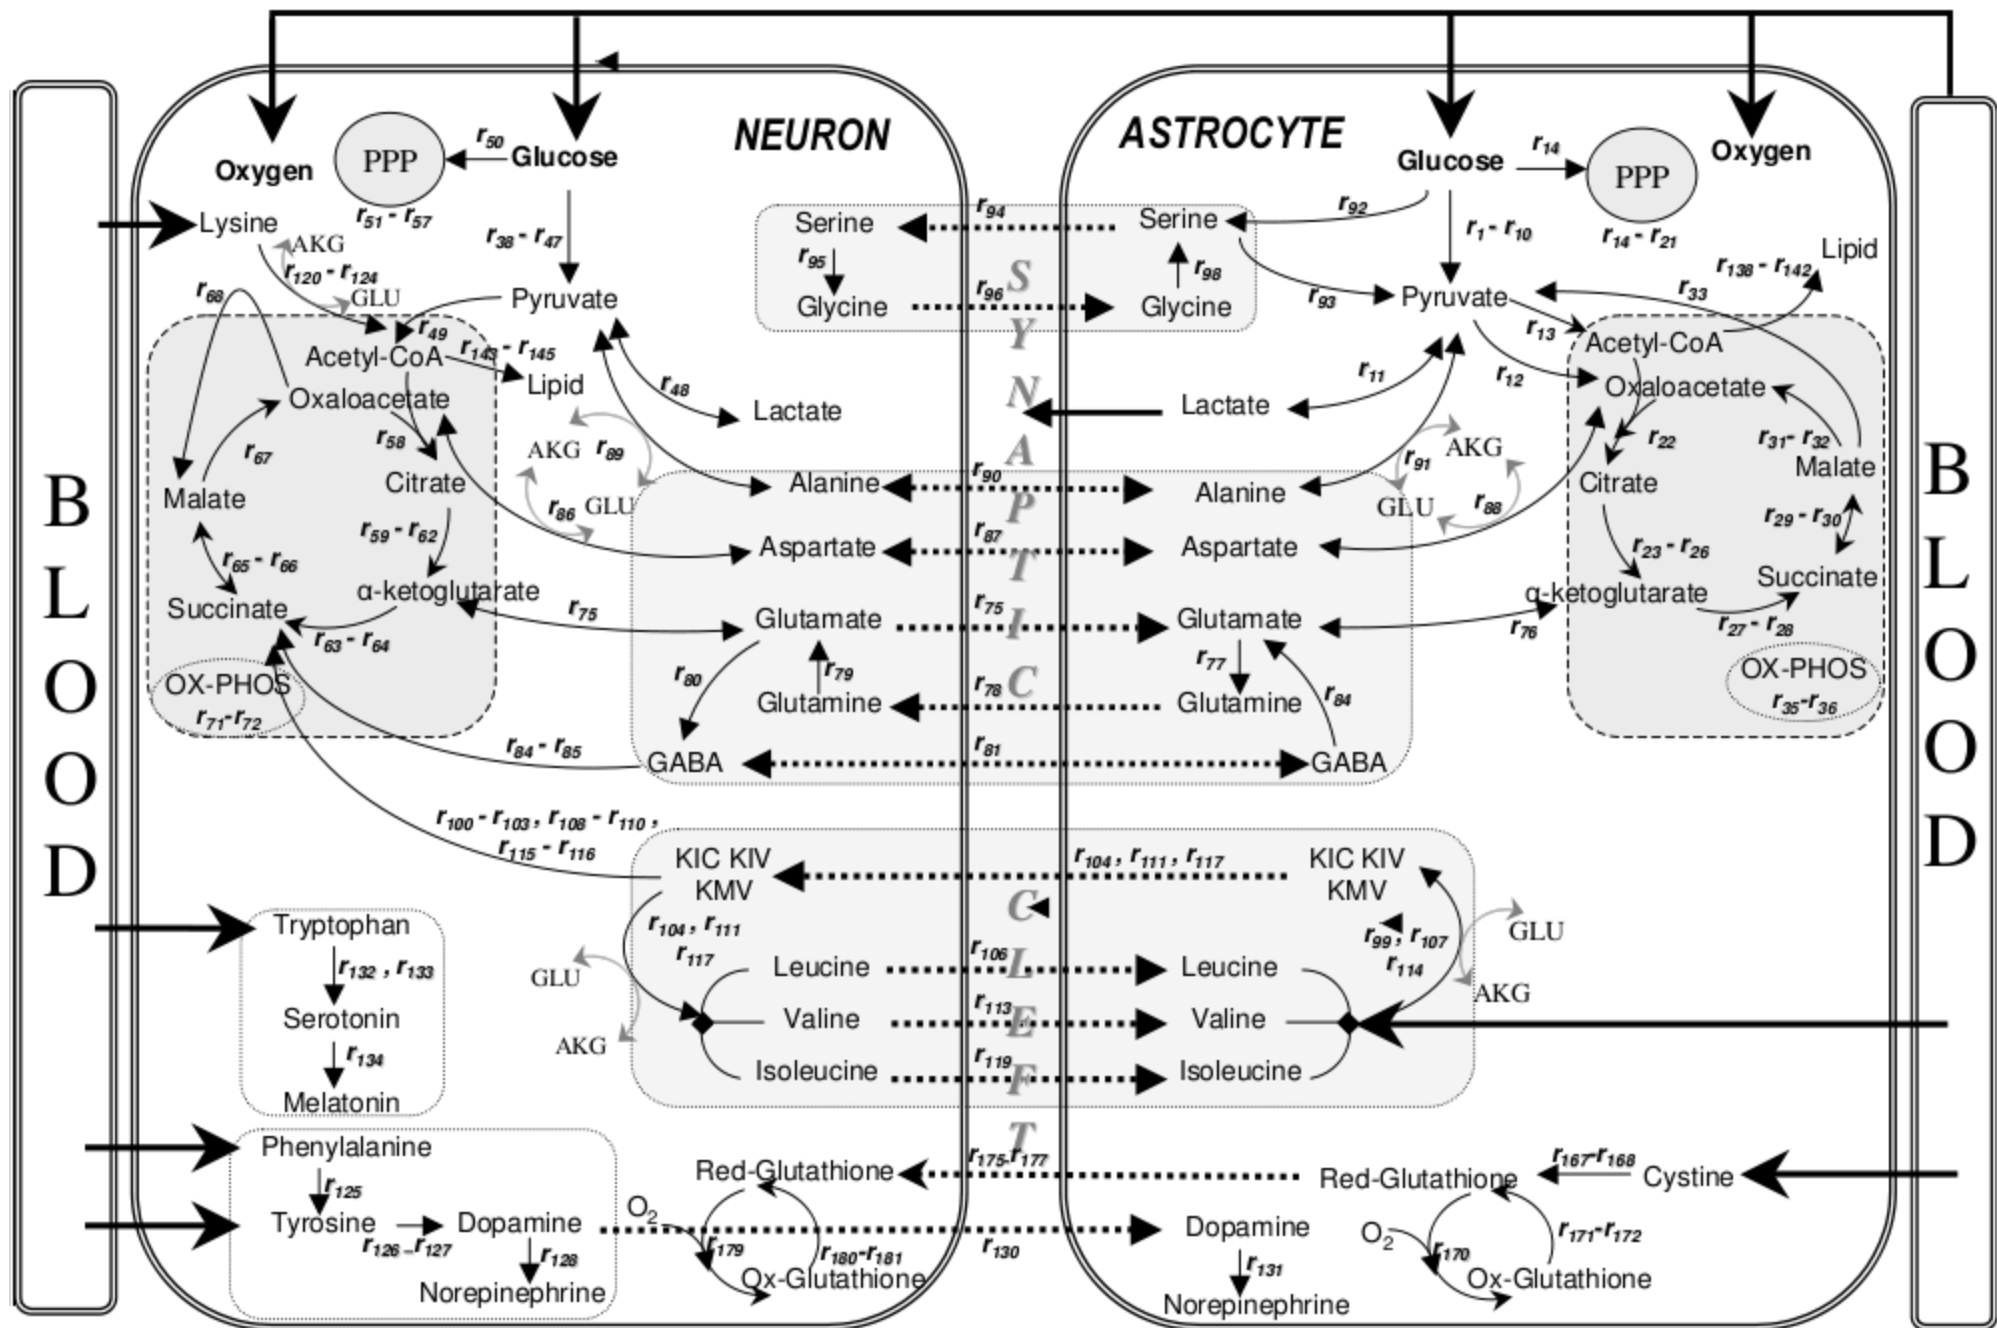 NEURON
ASTROCYTE
BLOOD
BLOOD
SYNAPTIC
CLEFT
Oxygen
PPP
r50
Glucose
r51 - r57
Lysine
AKG
r120 - r124
GLU
r38 - r47
Pyruvate
r68
r49
Acetyl-CoA
r143 - r145
Lipid
Oxaloacetate
r48
Lactate
r67
r58
AKG
r89
Malate
Citrate
r86
GLU
r59 - r62
r65 - r66
α-ketoglutarate
Succinate
r63 - r64
r75
OX-PHOS
r71-r72
r84 - r85
Serine
r95
Glycine
r94
r96
Serine
r98
Glycine
r92
r93
Alanine
r90
Alanine
Aspartate
r87
Aspartate
Glutamate
r75
Glutamate
r80
r79
r77
Glutamine
r78
Glutamine
r84
GABA
r81
GABA
Glucose
r14
PPP
Oxygen
r14 - r21
r1 - r10
Lipid
r138 - r142
r33
Pyruvate
r13
Acetyl-CoA
r12
r11
Oxaloacetate
Lactate
r22
r31- r32
r91
AKG
Malate
Citrate
GLU
r88
r29 - r30
r23 - r26
Succinate
α-ketoglutarate
r76
r27 - r28
OX-PHOS
r35-r36
r100 - r103 , r108 - r110 ,
r115 - r116
KIC KIV
KMV
r104 , r111 , r117
KIC KIV
KMV
r104 , r111
r117
r99 , r107
r114
GLU
AKG
GLU
AKG
Leucine
r106
Leucine
Valine
r113
Valine
Isoleucine
r119
Isoleucine
Tryptophan
r132 , r133
Serotonin
r134
Melatonin
Phenylalanine
r125
Tyrosine
r126 - r127
Dopamine
r128
Norepinephrine
Red-Glutathione
r175-r177
O2
r179
r180-r181
Ox-Glutathione
r130
Dopamine
r131
Norepinephrine
Red-Glutathione
r167-r168
Cystine
O2
r170
r171-r172
Ox-Glutathione